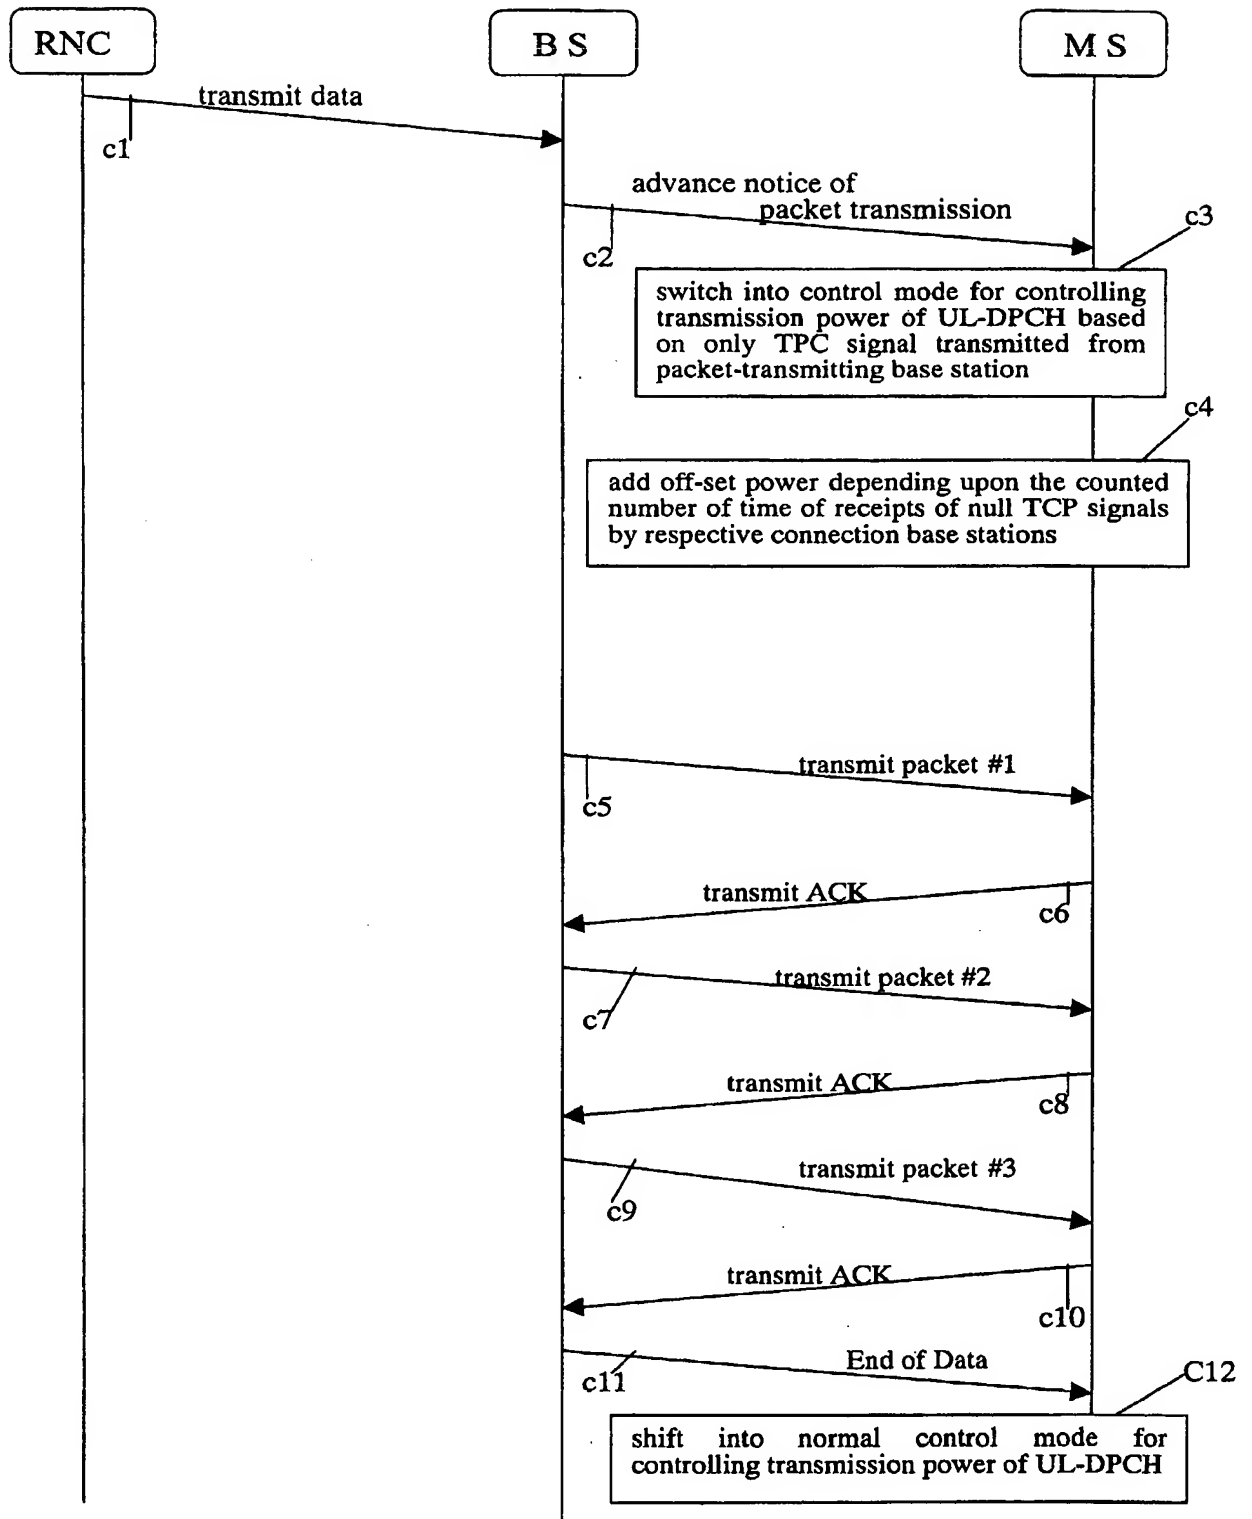 RNC
B S
M S
transmit data
c1
advance notice of
packet transmission
c2
c3
switch into control mode for controlling
transmission power of UL-DPCH based
on only TPC signal transmitted from
packet-transmitting base station
c4
add off-set power depending upon the counted
number of time of receipts of null TCP signals
by respective connection base stations
transmit packet #1
c5
transmit ACK
c6
transmit packet #2
c7
transmit ACK
c8
transmit packet #3
c9
transmit ACK
c10
End of Data
c11
C12
shift into normal control mode for
controlling transmission power of UL-DPCH